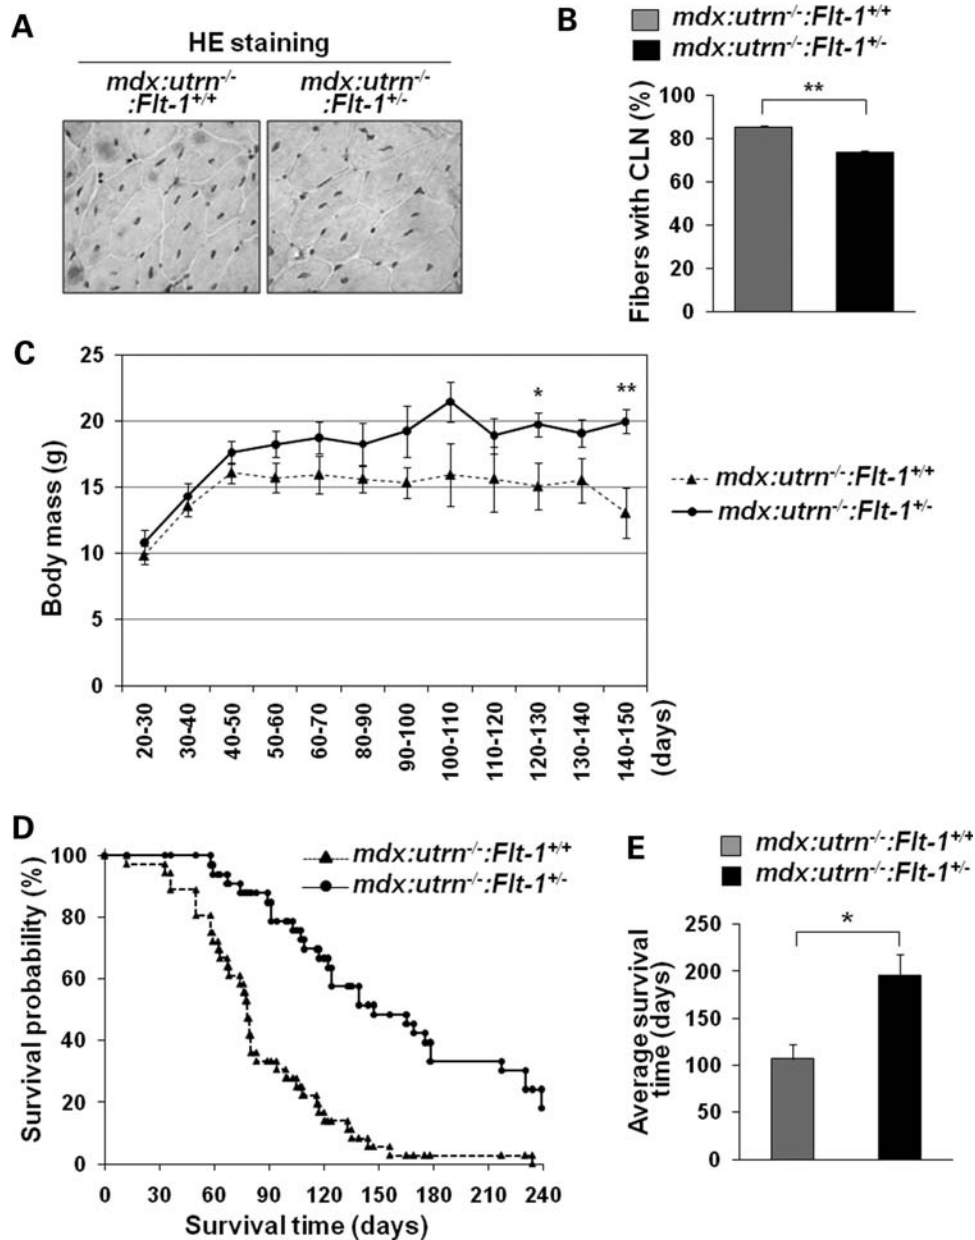 A
HE staining
mdx:utrn-/-
:Flt-1+/+
mdx:utrn-/-
:Flt-1+/-
B
mdx:utrn-/-:Flt-1+/+
mdx:utrn-/-:Flt-1+/-
Fibers with CLN (%)
100
80
60
40
20
0
**
C
Body mass (g)
25
20
15
10
5
0
*
**
20-30
30-40
40-50
50-60
60-70
80-90
90-100
100-110
110-120
120-130
130-140
140-150
(days)
mdx:utrn-/-:Flt-1+/+
mdx:utrn-/-:Flt-1+/-
D
Survival probability (%)
100
80
60
40
20
0
mdx:utrn-/-:Flt-1+/+
mdx:utrn-/-:Flt-1+/-
0 30 60 90 120 150 180 210 240
Survival time (days)
E
mdx:utrn-/-:Flt-1+/+
mdx:utrn-/-:Flt-1+/-
Average survival
time (days)
250
200
150
100
50
0
*